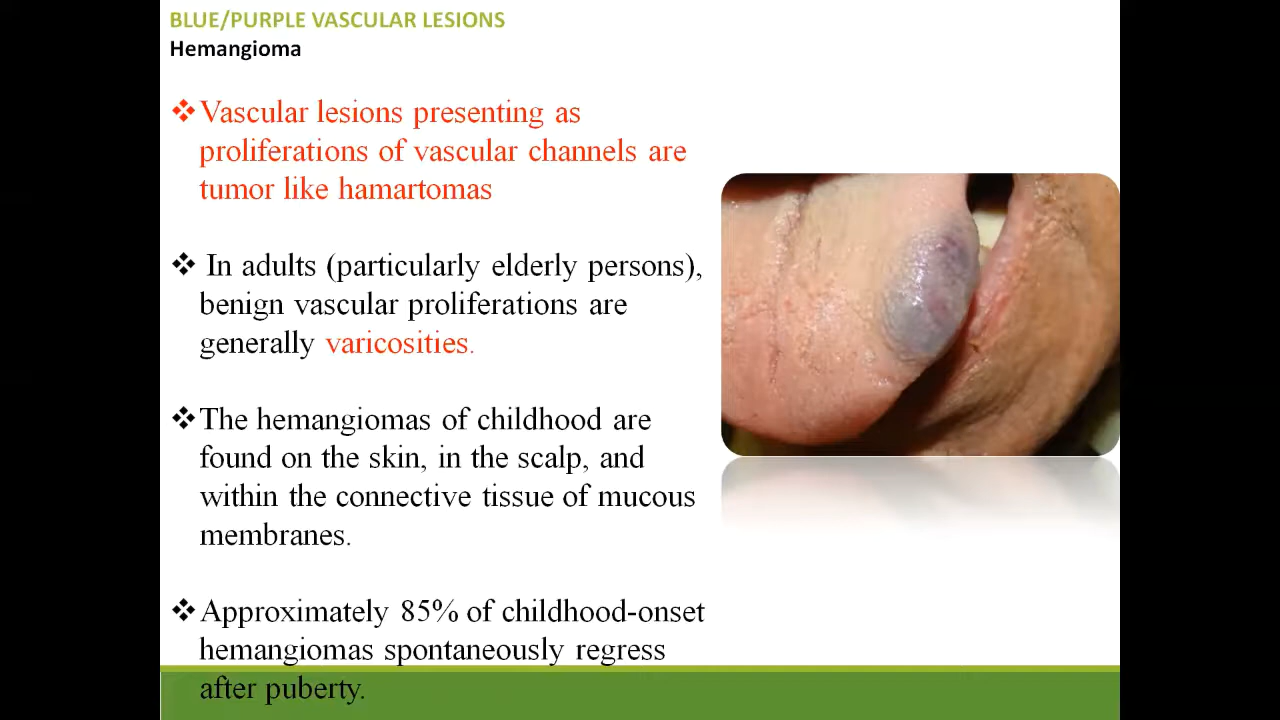 BLUE/PURPLE VASCULAR LESIONS
Hemangioma
❖Vascular lesions presenting as
proliferations of vascular channels are
tumor like hamartomas
❖ In adults (particularly elderly persons),
benign vascular proliferations are
generally varicosities.
❖The hemangiomas of childhood are
found on the skin, in the scalp, and
within the connective tissue of mucous
membranes.
❖Approximately 85% of childhood-onset
hemangiomas spontaneously regress
after puberty.